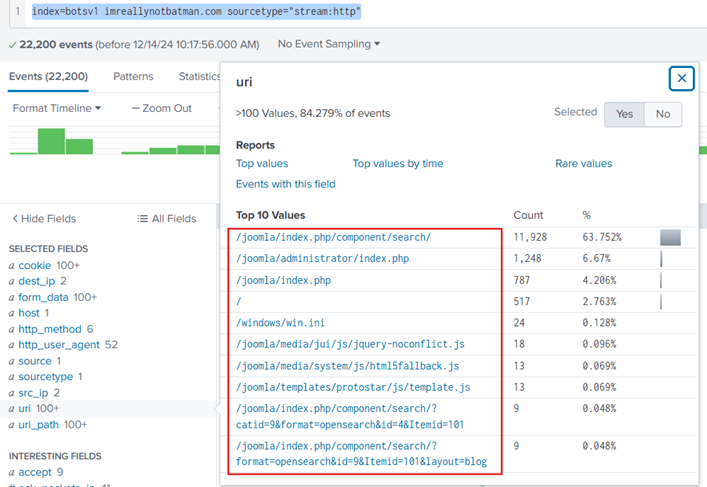 1 index=botsv1 imreallynotbatman.com sourcetype="stream:http"
✓ 22,200 events (before 12/14/24 10:17:56.000 AM) No Event Sampling ▾
Events (22,200) Patterns Statistics
Format Timeline ▾ — Zoom Out
uri
>100 Values, 84.279% of events
Selected Yes No
Reports
Top values Top values by time Rare values
Events with this field
Top 10 Values Count %
/joomla/index.php/component/search/ 11,928 63.752%
/joomla/administrator/index.php 1,248 6.67%
/joomla/index.php 787 4.206%
/ 517 2.763%
/windows/win.ini 24 0.128%
/joomla/media/jui/js/jquery-noconflict.js 18 0.096%
/joomla/media/system/js/html5fallback.js 13 0.069%
/joomla/templates/protostar/js/template.js 13 0.069%
/joomla/index.php/component/search/? 9 0.048%
catid=9&format=opensearch&id=4&Itemid=101
/joomla/index.php/component/search/? 9 0.048%
format=opensearch&id=9&Itemid=101&layout=blog
< Hide Fields All Fields
SELECTED FIELDS
a cookie 100+
a dest_ip 2
a form_data 100+
a host 1
a http_method 6
a http_user_agent 52
a source 1
a sourcetype 1
a src_ip 2
a uri 100+
a uri_path 100+
INTERESTING FIELDS
a accept 9